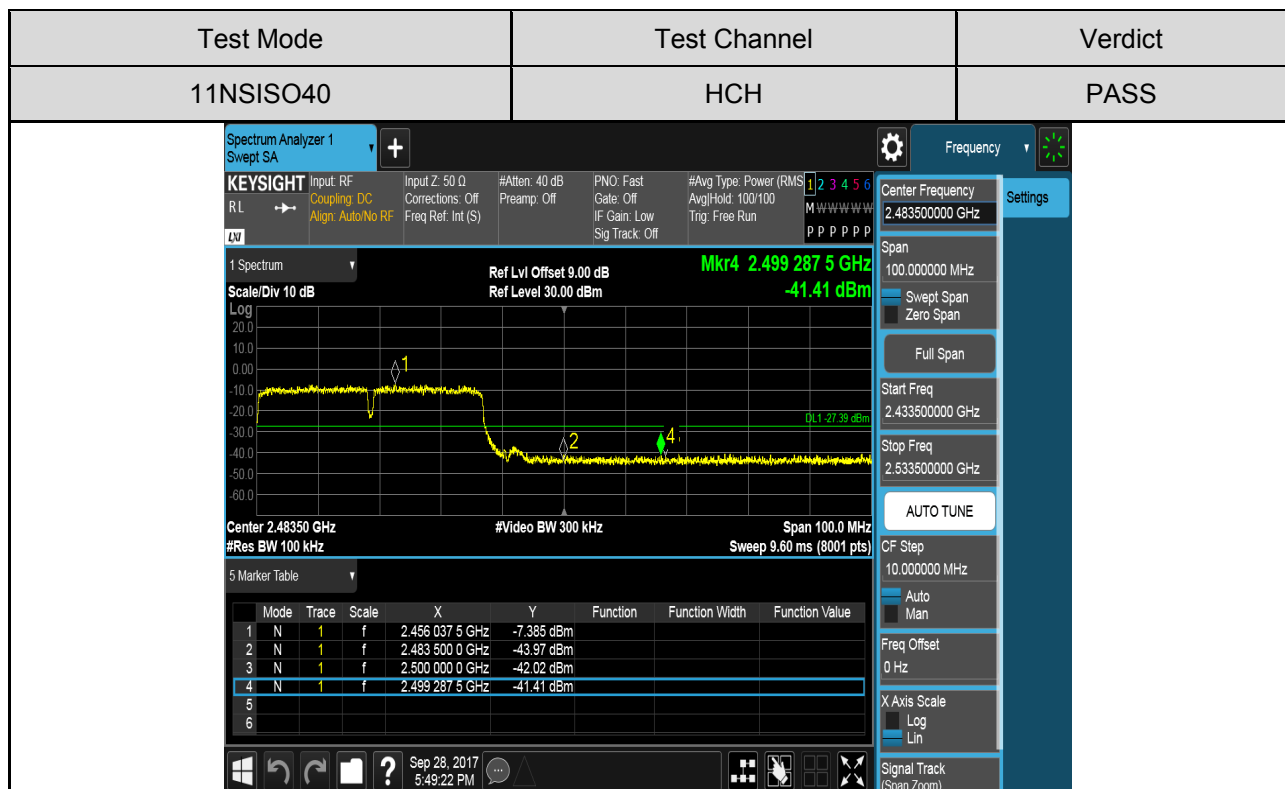 Test Mode Test Channel Verdict
11NSISO40 HCH PASS
Spectrum Analyzer 1
Swept SA
Frequency
KEYSIGHT
RL
LXI
Input: RF
Coupling: DC
Align: Auto/No RF
Input Z: 50 Ω
Corrections: Off
Freq Ref: Int (S)
#Atten: 40 dB
Preamp: Off
PNO: Fast
Gate: Off
IF Gain: Low
Sig Track: Off
#Avg Type: Power (RMS
Avg|Hold: 100/100
Trig: Free Run
1 2 3 4 5 6
M W W W W W
P P P P P P
1 Spectrum
Scale/Div 10 dB
Ref Lvl Offset 9.00 dB
Ref Level 30.00 dBm
Mkr4 2.499 287 5 GHz
-41.41 dBm
Log
20.0
10.0
0.00
-10.0
-20.0
-30.0
-40.0
-50.0
-60.0
1
2
4
DL1 -27.39 dBm
Center 2.48350 GHz
#Res BW 100 kHz
#Video BW 300 kHz
Span 100.0 MHz
Sweep 9.60 ms (8001 pts)
5 Marker Table
Mode Trace Scale X Y Function Function Width Function Value
1 N 1 f 2.456 037 5 GHz -7.385 dBm
2 N 1 f 2.483 500 0 GHz -43.97 dBm
3 N 1 f 2.500 000 0 GHz -42.02 dBm
4 N 1 f 2.499 287 5 GHz -41.41 dBm
5
6
?
Sep 28, 2017
5:49:22 PM
Center Frequency
2.483500000 GHz
Settings
Span
100.000000 MHz
Swept Span
Zero Span
Full Span
Start Freq
2.433500000 GHz
Stop Freq
2.533500000 GHz
AUTO TUNE
CF Step
10.000000 MHz
Auto
Man
Freq Offset
0 Hz
X Axis Scale
Log
Lin
Signal Track
(Span Zoom)